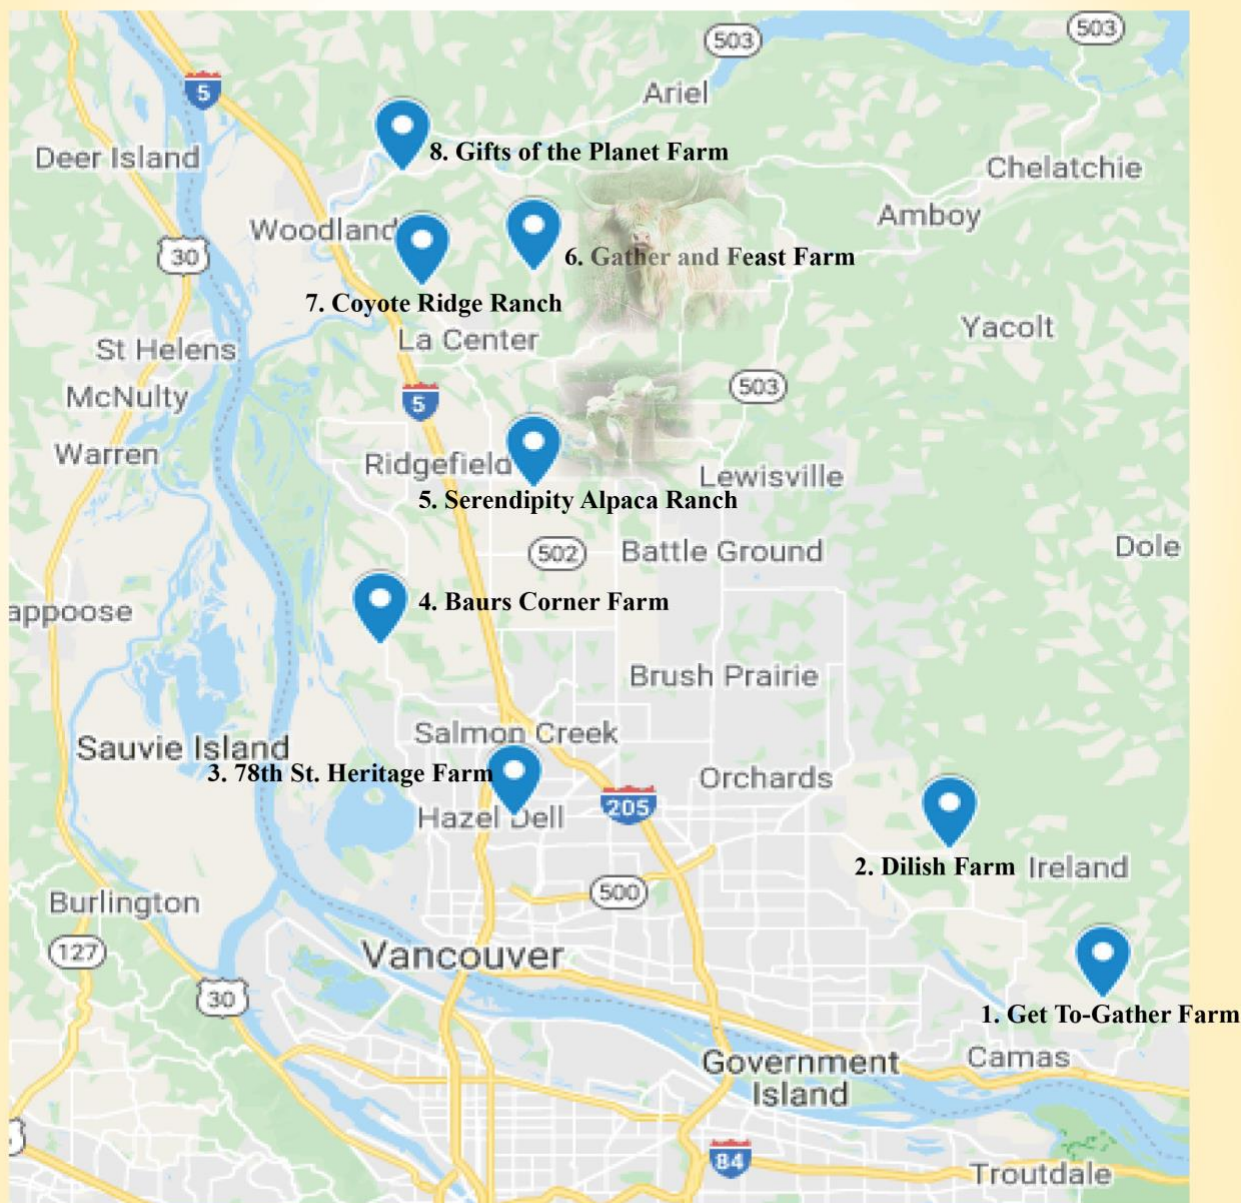 503
503
5
Ariel
Deer Island
8. Gifts of the Planet Farm
Chelatchie
Amboy
Woodland
30
6. Gather and Feast Farm
7. Coyote Ridge Ranch
Yacolt
La Center
St Helens
503
McNulty
5
Warren
Ridgefield
Lewisville
5. Serendipity Alpaca Ranch
502
Battle Ground
Dole
4. Baurs Corner Farm
appoose
Brush Prairie
Salmon Creek
Sauvie Island
3. 78th St. Heritage Farm
Orchards
205
Hazel Dell
2. Dilish Farm
Ireland
500
Burlington
127
Vancouver
30
1. Get To-Gather Farm
Camas
Government
Island
84
Troutdale